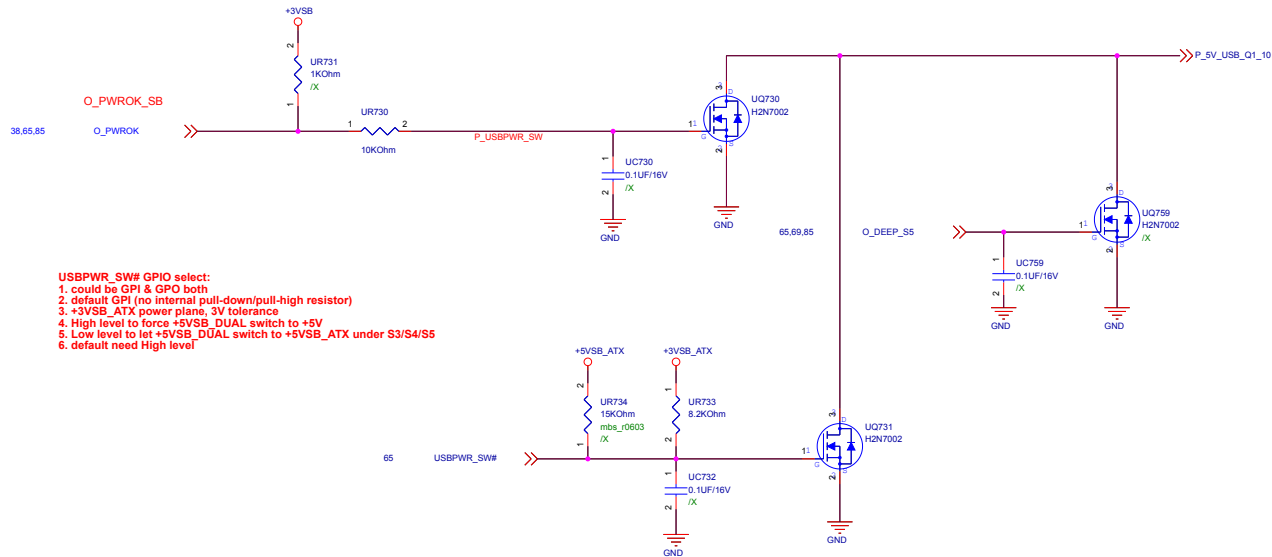 +3VSB
P_5V_USB_Q1_10
2
UR731
1KOhm
/X
1
3
D
UQ730
H2N7002
O_PWROK_SB
UR730
38,65,85
O_PWROK
1
2
P_USBPWR_SW
1
1
G
10KOhm
2
S
1
UC730
0.1UF/16V
/X
2
GND
GND
3
D
UQ759
H2N7002
/X
65,69,85
O_DEEP_S5
1
1
G
2
S
1
UC759
0.1UF/16V
/X
2
GND
GND
USBPWR_SW# GPIO select:
1. could be GPI & GPO both
2. default GPI (no internal pull-down/pull-high resistor)
3. +3VSB_ATX power plane, 3V tolerance
4. High level to force +5VSB_DUAL switch to +5V
5. Low level to let +5VSB_DUAL switch to +5VSB_ATX under S3/S4/S5
6. default need High level
+5VSB_ATX
+3VSB_ATX
2
UR734
15KOhm
mbs_r0603
/X
1
1
UR733
8.2KOhm
2
3
D
UQ731
H2N7002
65
USBPWR_SW#
1
1
G
2
S
1
UC732
0.1UF/16V
/X
2
GND
GND